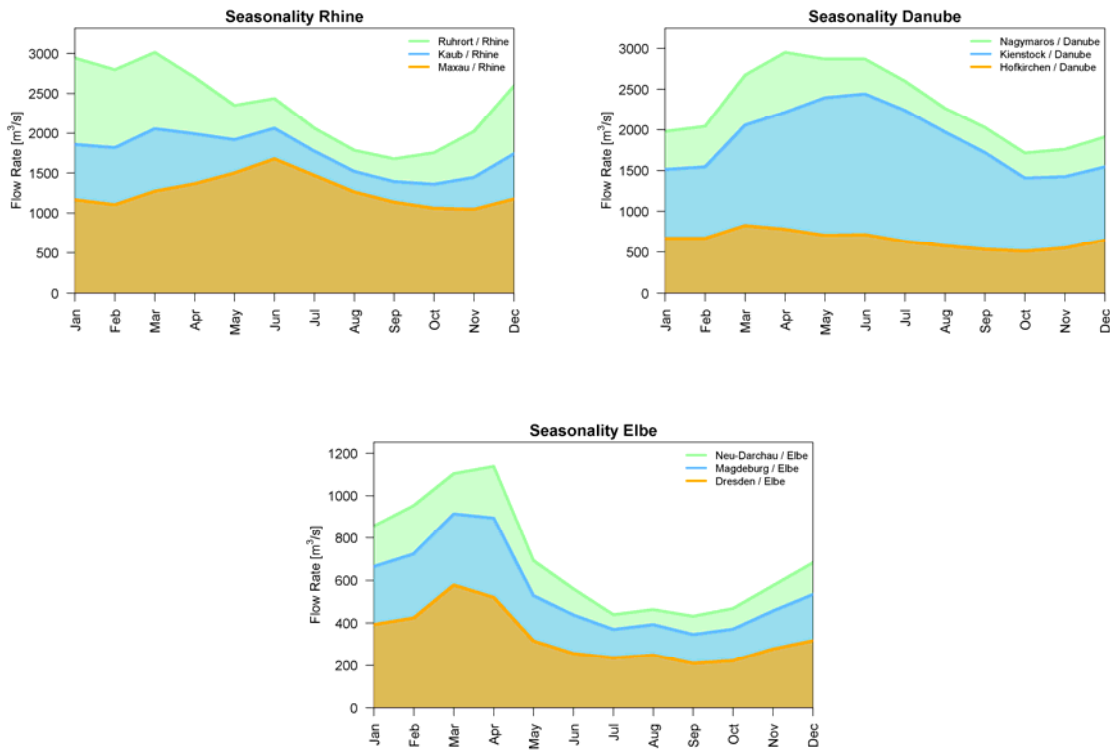 Seasonality Rhine
Flow Rate [m³/s]
3000
2500
2000
1500
1000
500
0
Ruhrort / Rhine
Kaub / Rhine
Maxau / Rhine
Jan Feb Mar Apr May Jun Jul Aug Sep Oct Nov Dec
Seasonality Danube
Flow Rate [m³/s]
3000
2500
2000
1500
1000
500
0
Nagymaros / Danube
Kienstock / Danube
Hofkirchen / Danube
Jan Feb Mar Apr May Jun Jul Aug Sep Oct Nov Dec
Seasonality Elbe
Flow Rate [m³/s]
1200
1000
800
600
400
200
0
Neu-Darchau / Elbe
Magdeburg / Elbe
Dresden / Elbe
Jan Feb Mar Apr May Jun Jul Aug Sep Oct Nov Dec